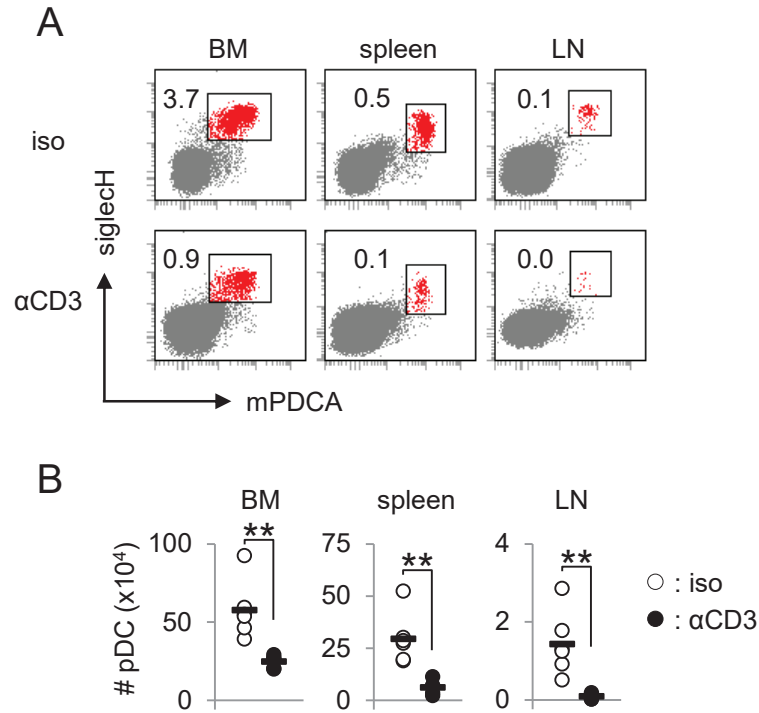 A
BM spleen LN
iso
3.7 0.5 0.1
siglecH
αCD3
0.9 0.1 0.0
mPDCA
B
BM spleen LN
# pDC (x10⁴)
100 75 4
** ** **
50 50 2
25
0 0 0
○ : iso
● : αCD3